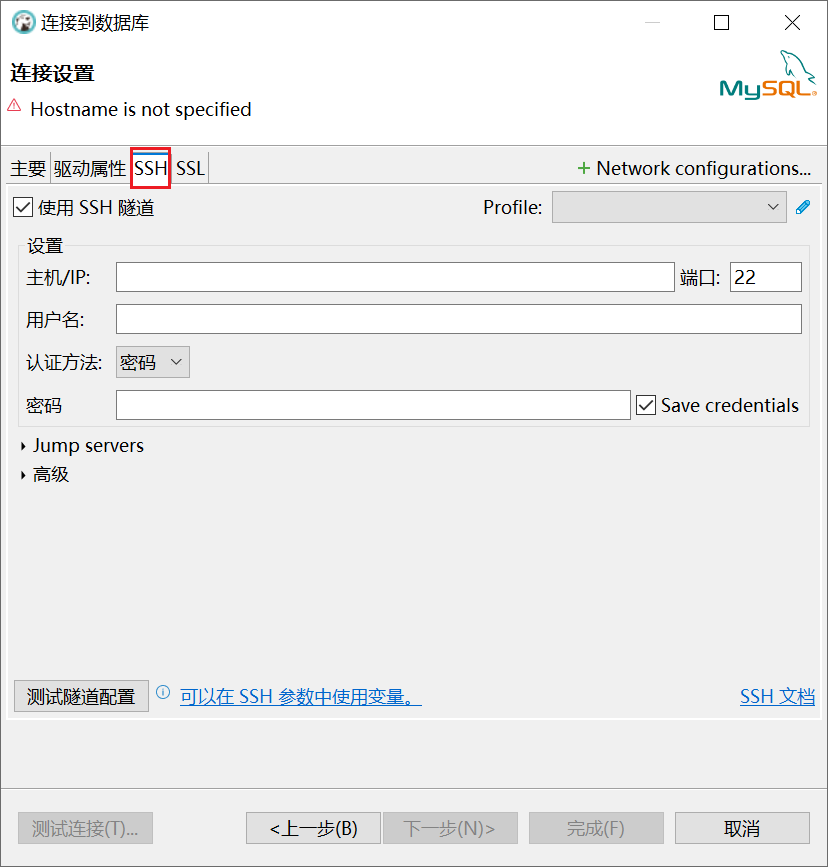 连接到数据库
连接设置
Hostname is not specified
MySQL
主要 驱动属性 SSH SSL + Network configurations...
使用 SSH 隧道 Profile:
设置
主机/IP: 端口: 22
用户名:
认证方法: 密码
密码 Save credentials
Jump servers
高级
测试隧道配置 可以在 SSH 参数中使用变量。 SSH 文档
测试连接(T)... <上一步(B) 下一步(N)> 完成(F) 取消